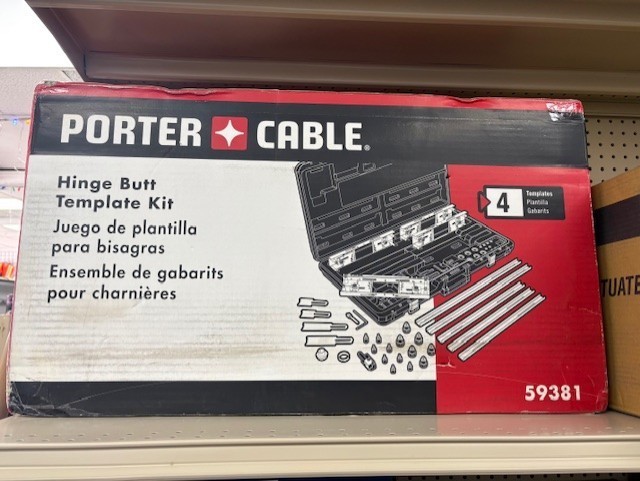 PORTER CABLE®
Hinge Butt
Template Kit
Juego de plantilla
para bisagras
Ensemble de gabarits
pour charnières
4
Templates
Plantilla
Gabarits
59381
TUATE